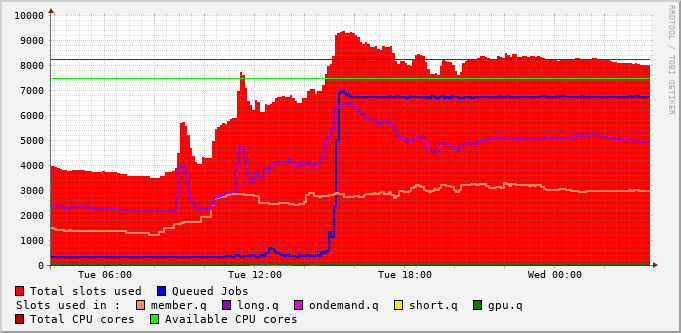 10000
9000
8000
7000
6000
5000
4000
3000
2000
1000
0
Tue 06:00 Tue 12:00 Tue 18:00 Wed 00:00
RRDTOOL / TOBI OETIKER
Total slots used Queued Jobs
Slots used in : member.q long.q ondemand.q short.q gpu.q
Total CPU cores Available CPU cores